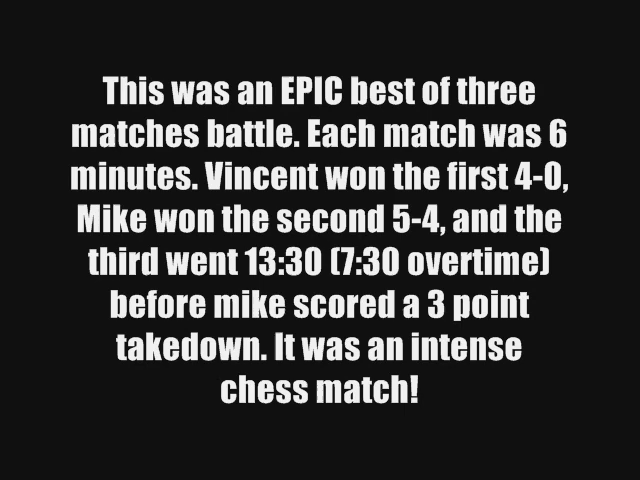 This was an EPIC best of three
matches battle. Each match was 6
minutes. Vincent won the first 4-0,
Mike won the second 5-4, and the
third went 13:30 (7:30 overtime)
before mike scored a 3 point
takedown. It was an intense
chess match!